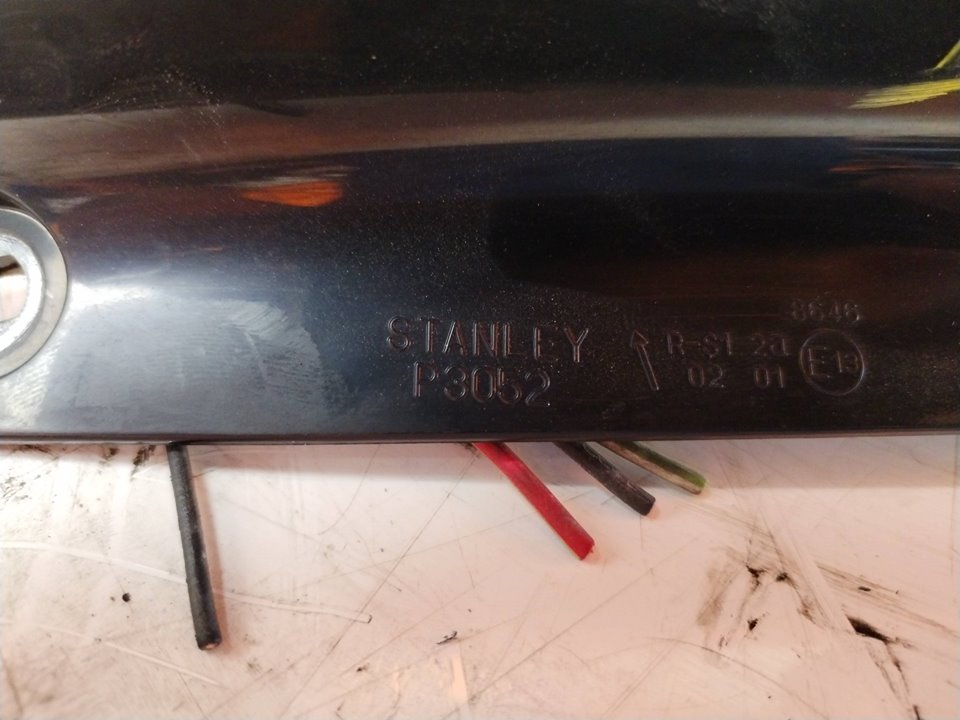 STANLEY
P3052
8646
R-S1 2a
02 01
E13